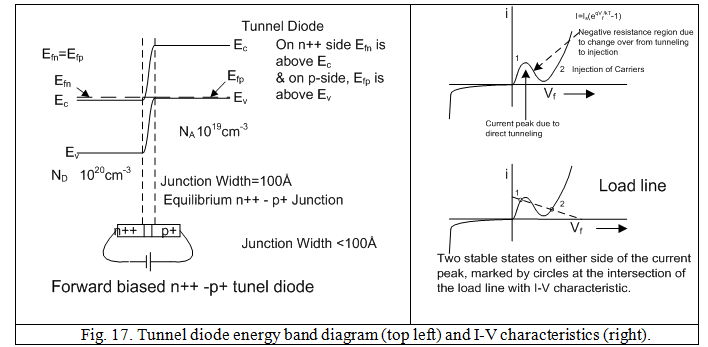 Tunnel Diode
Efn=Efp
Ec
On n++ side Efn is
above Ec
& on p-side, Efp is
above Ev
Efn
Ec
Efp
Ev
NA 10^19cm^-3
Ev
ND 10^20cm^-3
Junction Width=100Å
Equilibrium n++ - p+ Junction
n++ p+
Junction Width <100Å
Forward biased n++ -p+ tunel diode
i
I=Io(e^qVf/kT-1)
Negative resistance region due
to change over from tunneling
to injection
1
2 Injection of Carriers
Vf
Current peak due to
direct tunneling
i
Load line
1
2
Vf
Two stable states on either side of the current
peak, marked by circles at the intersection of
the load line with I-V characteristic.
Fig. 17. Tunnel diode energy band diagram (top left) and I-V characteristics (right).